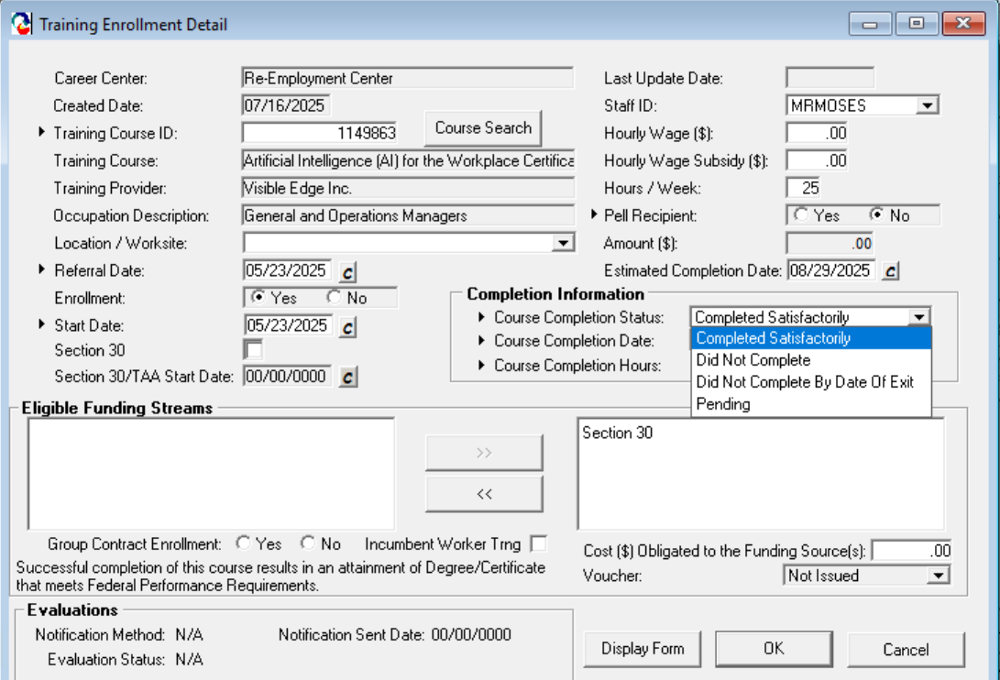 Training Enrollment Detail
Career Center: Re-Employment Center
Created Date: 07/16/2025
Training Course ID: 1149863 Course Search
Training Course: Artificial Intelligence (AI) for the Workplace Certifica
Training Provider: Visible Edge Inc.
Occupation Description: General and Operations Managers
Location / Worksite:
Referral Date: 05/23/2025 C
Enrollment: Yes No
Start Date: 05/23/2025 C
Section 30
Section 30/TAA Start Date: 00/00/0000 C
Last Update Date:
Staff ID: MRMOSES
Hourly Wage ($): .00
Hourly Wage Subsidy ($): .00
Hours / Week: 25
Pell Recipient: Yes No
Amount ($): .00
Estimated Completion Date: 08/29/2025 C
Completion Information
Course Completion Status: Completed Satisfactorily
Course Completion Date:
Course Completion Hours:
Completed Satisfactorily
Did Not Complete
Did Not Complete By Date Of Exit
Pending
Eligible Funding Streams
>>
<<
Section 30
Group Contract Enrollment: Yes No Incumbent Worker Trng
Successful completion of this course results in an attainment of Degree/Certificate
that meets Federal Performance Requirements.
Cost ($) Obligated to the Funding Source(s): .00
Voucher: Not Issued
Evaluations
Notification Method: N/A Notification Sent Date: 00/00/0000
Evaluation Status: N/A
Display Form OK Cancel